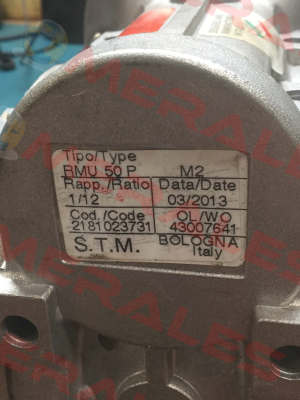 Tipo/Type
RMU 50 P M2
Rapp./Ratio Data/Date
1/12 03/2013
Cod./Code OL/WO
2181023731 43007641
S.T.M. BOLOGNA
Italy
MERALES